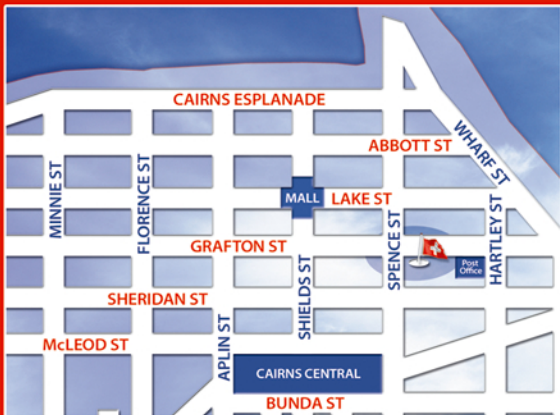 CAIRNS ESPLANADE
ABBOTT ST
WHARF ST
MINNIE ST
FLORENCE ST
MALL
LAKE ST
SPENCE ST
HARTLEY ST
GRAFTON ST
Post
Office
SHIELDS ST
SHERIDAN ST
APLIN ST
McLEOD ST
CAIRNS CENTRAL
BUNDA ST